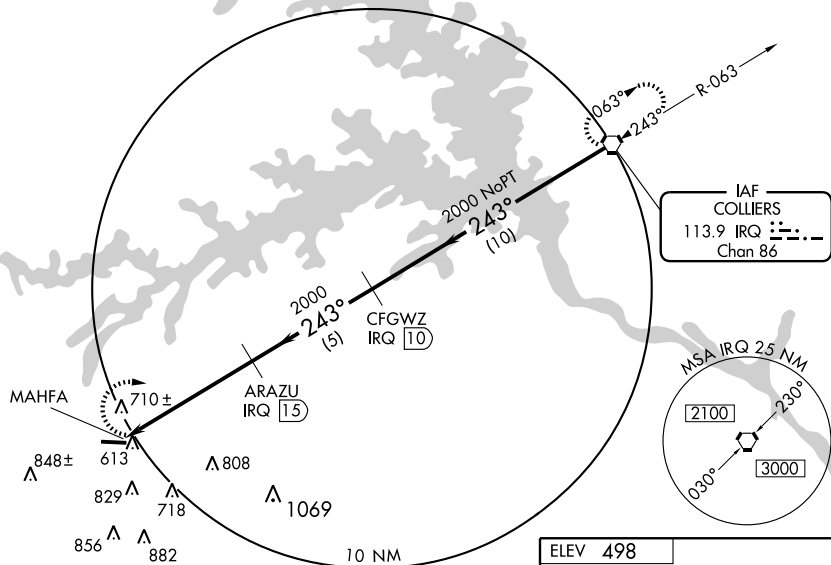 063°
243°
R-063
IAF
COLLIERS
113.9 IRQ
Chan 86
2000 NoPT
243°
(10)
CFGWZ
IRQ 10
2000
243°
(5)
ARAZU
IRQ 15
MAHFA
710 ±
613
848 ±
808
829
718
1069
856
882
10 NM
MSA IRQ 25 NM
2100
230°
030°
3000
ELEV 498